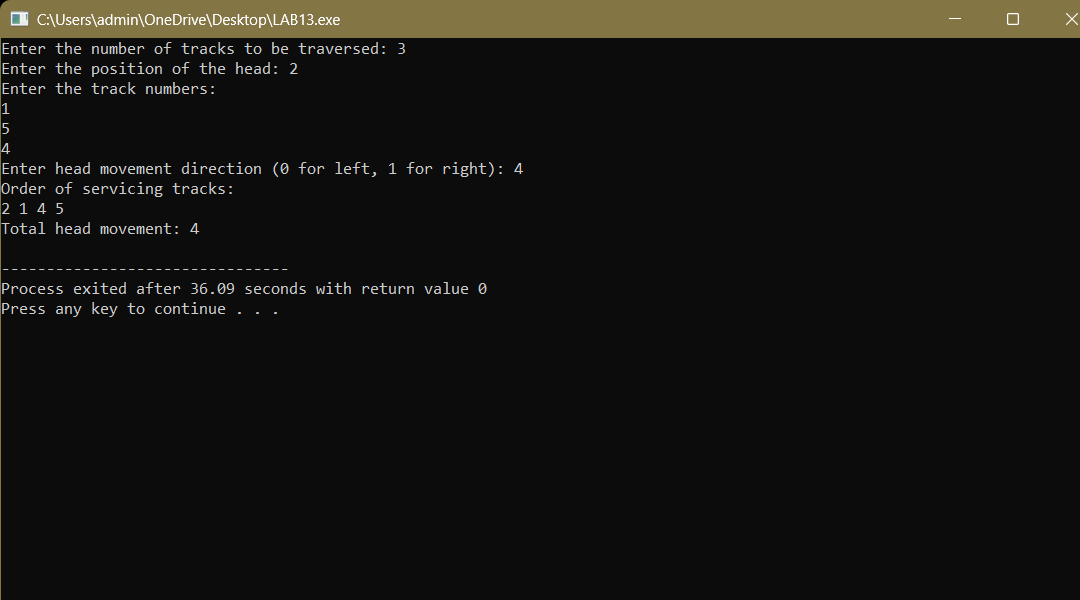 C:\Users\admin\OneDrive\Desktop\LAB13.exe
Enter the number of tracks to be traversed: 3
Enter the position of the head: 2
Enter the track numbers:
1
5
4
Enter head movement direction (0 for left, 1 for right): 4
Order of servicing tracks:
2 1 4 5
Total head movement: 4
--------------------------------
Process exited after 36.09 seconds with return value 0
Press any key to continue . . .